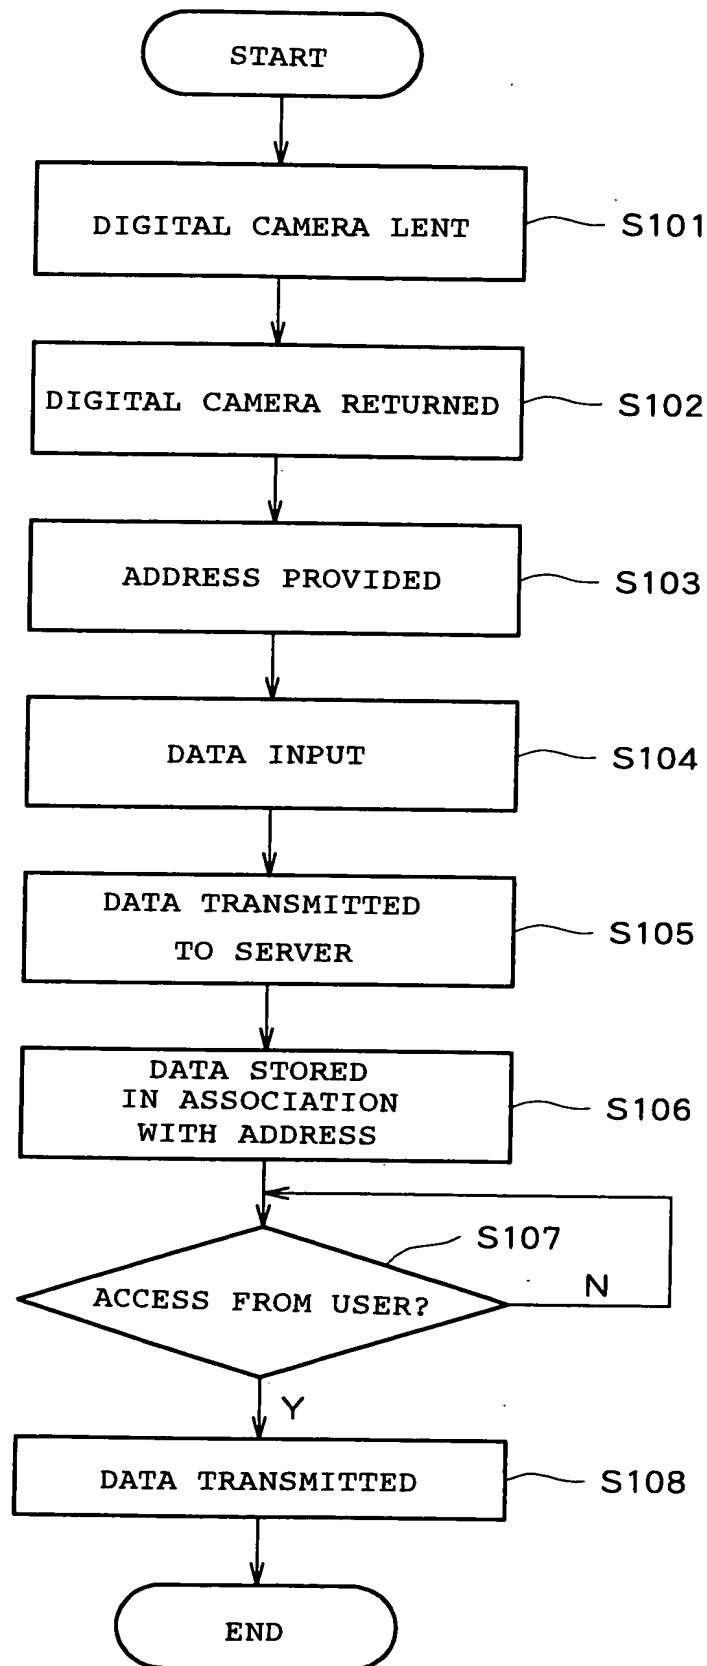 START
DIGITAL CAMERA LENT
S101
DIGITAL CAMERA RETURNED
S102
ADDRESS PROVIDED
S103
DATA INPUT
S104
DATA TRANSMITTED
TO SERVER
S105
DATA STORED
IN ASSOCIATION
WITH ADDRESS
S106
S107
ACCESS FROM USER?
N
Y
DATA TRANSMITTED
S108
END